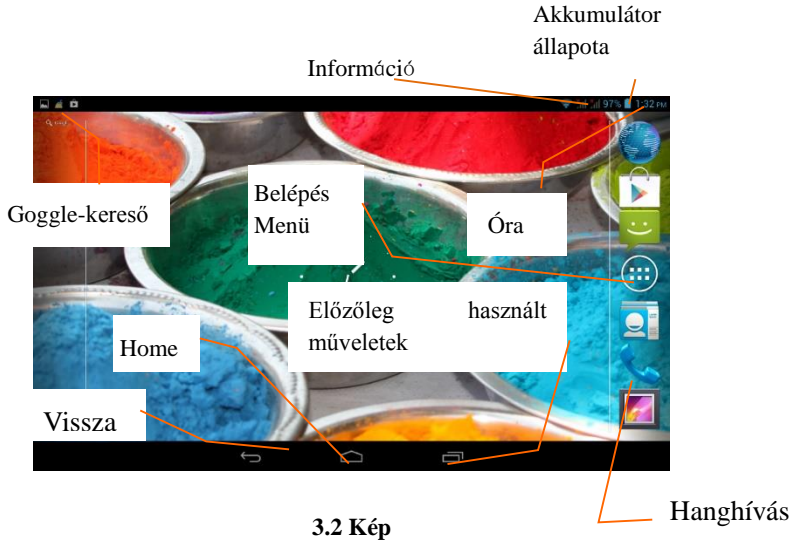 Akkumulátor
állapota
Információ
97% 1:32 PM
Belépés
Menü
Goggle-kereső
Óra
Előzőleg használt
műveletek
Home
Vissza
Hanghívás
3.2 Kép